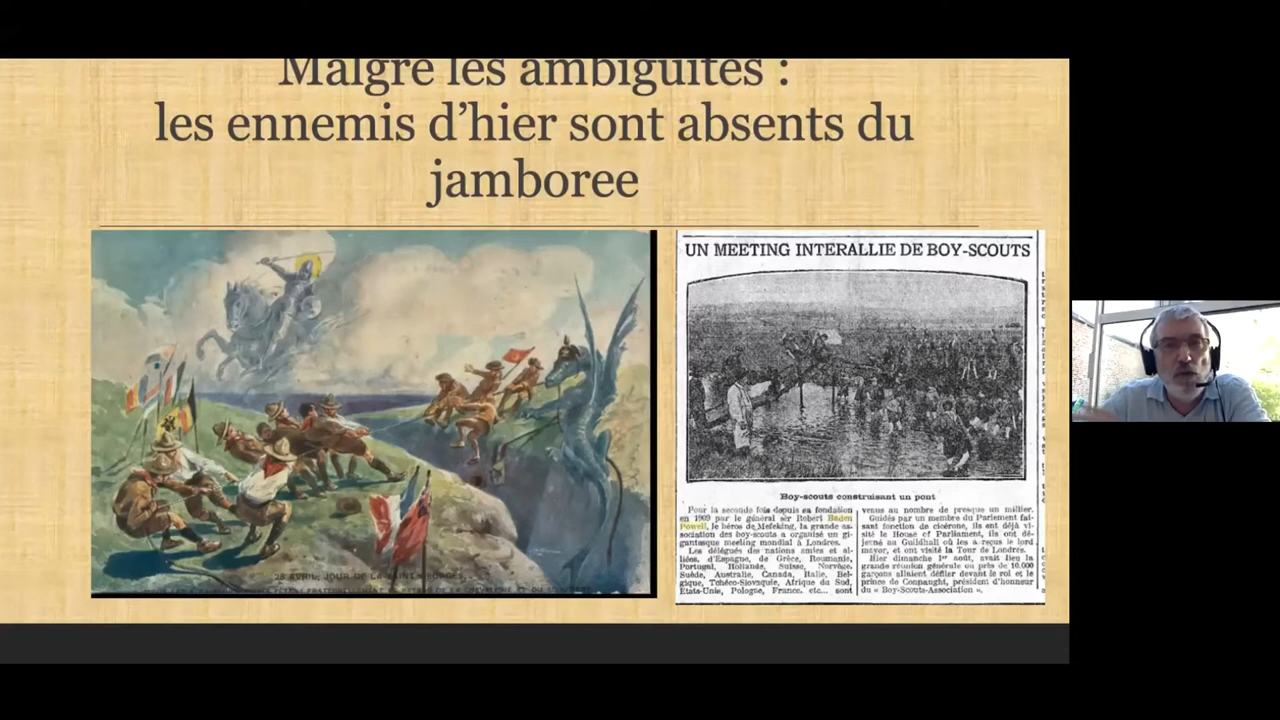 Malgré les ambiguïtés :
les ennemis d’hier sont absents du
jamboree
23 AVRIL, JOUR DE LA SAINT GEORGES
UN MEETING INTERALLIE DE BOY-SCOUTS
Boy-scouts construisant un pont
Pour la seconde fois depuis sa fondation
en 1909 par le général sir Robert Baden
Powell, le héros de Mefeking, la grande as-
sociation des boy-scouts a organisé un gi-
gantesque meeting mondial à Londres.
Les délégués des nations amies et al-
liées, d'Espagne, de Grèce, Roumanie,
Portugal, Hollande, Suisse, Norvège,
Suède, Australie, Canada, Italie, Bel-
gique, Tchéco-Slovaquie, Afrique du Sud,
Etats-Unis, Pologne, France, etc... sont
venus au nombre de presque un millier.
Guidés par un membre du Parlement fai-
sant fonction de cicérone, ils ont déjà vi-
sité le House of Parliament, ils ont dé-
jeuné au Guildhall où les a reçus le lord
mayor, et ont visité la Tour de Londres.
Hier dimanche 1er août, avait lieu la
grande réunion générale où près de 10.000
garçons allaient défiler devant le roi et le
prince de Connaught, président d'honneur
du « Boy-Scouts-Association ».